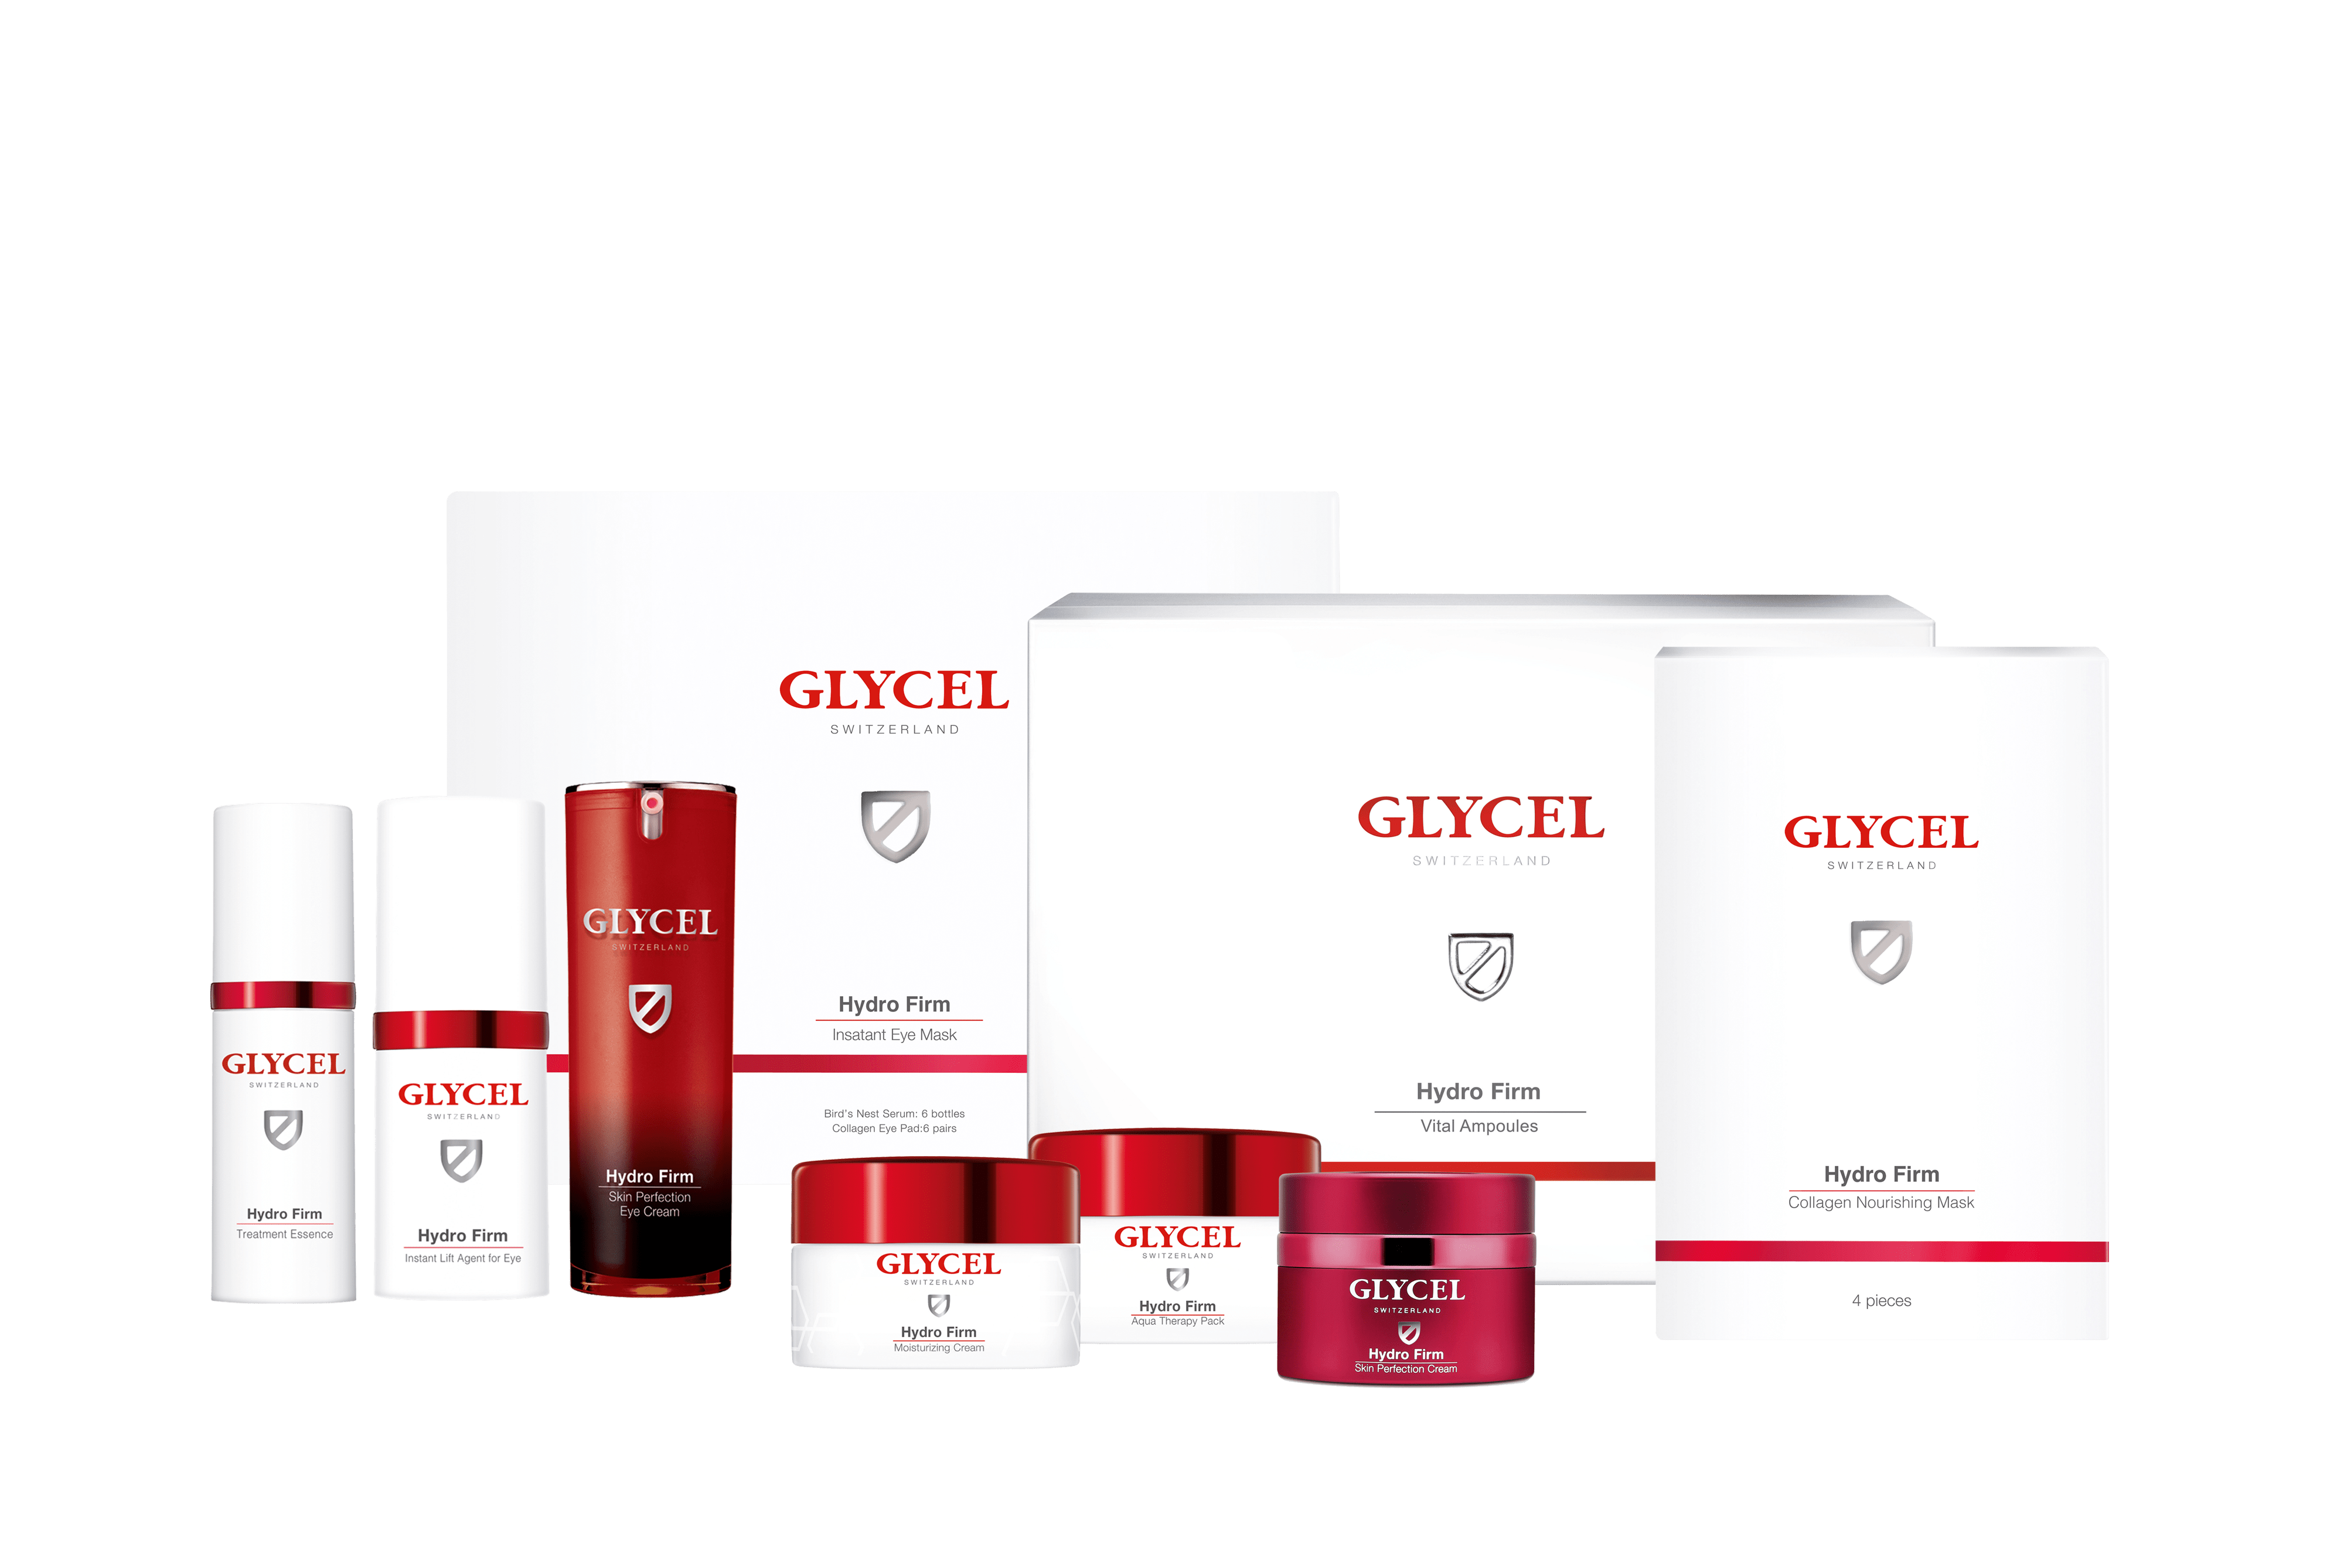 GLYCEL
SWITZERLAND
Hydro Firm
Treatment Essence
GLYCEL
SWITZERLAND
Hydro Firm
Instant Lift Agent for Eye
GLYCEL
SWITZERLAND
Hydro Firm
Skin Perfection
Eye Cream
GLYCEL
SWITZERLAND
Hydro Firm
Insatant Eye Mask
Bird's Nest Serum: 6 bottles
Collagen Eye Pad:6 pairs
GLYCEL
SWITZERLAND
Hydro Firm
Moisturizing Cream
GLYCEL
SWITZERLAND
Hydro Firm
Aqua Therapy Pack
GLYCEL
SWITZERLAND
Hydro Firm
Skin Perfection Cream
GLYCEL
SWITZERLAND
Hydro Firm
Vital Ampoules
GLYCEL
SWITZERLAND
Hydro Firm
Collagen Nourishing Mask
4 pieces